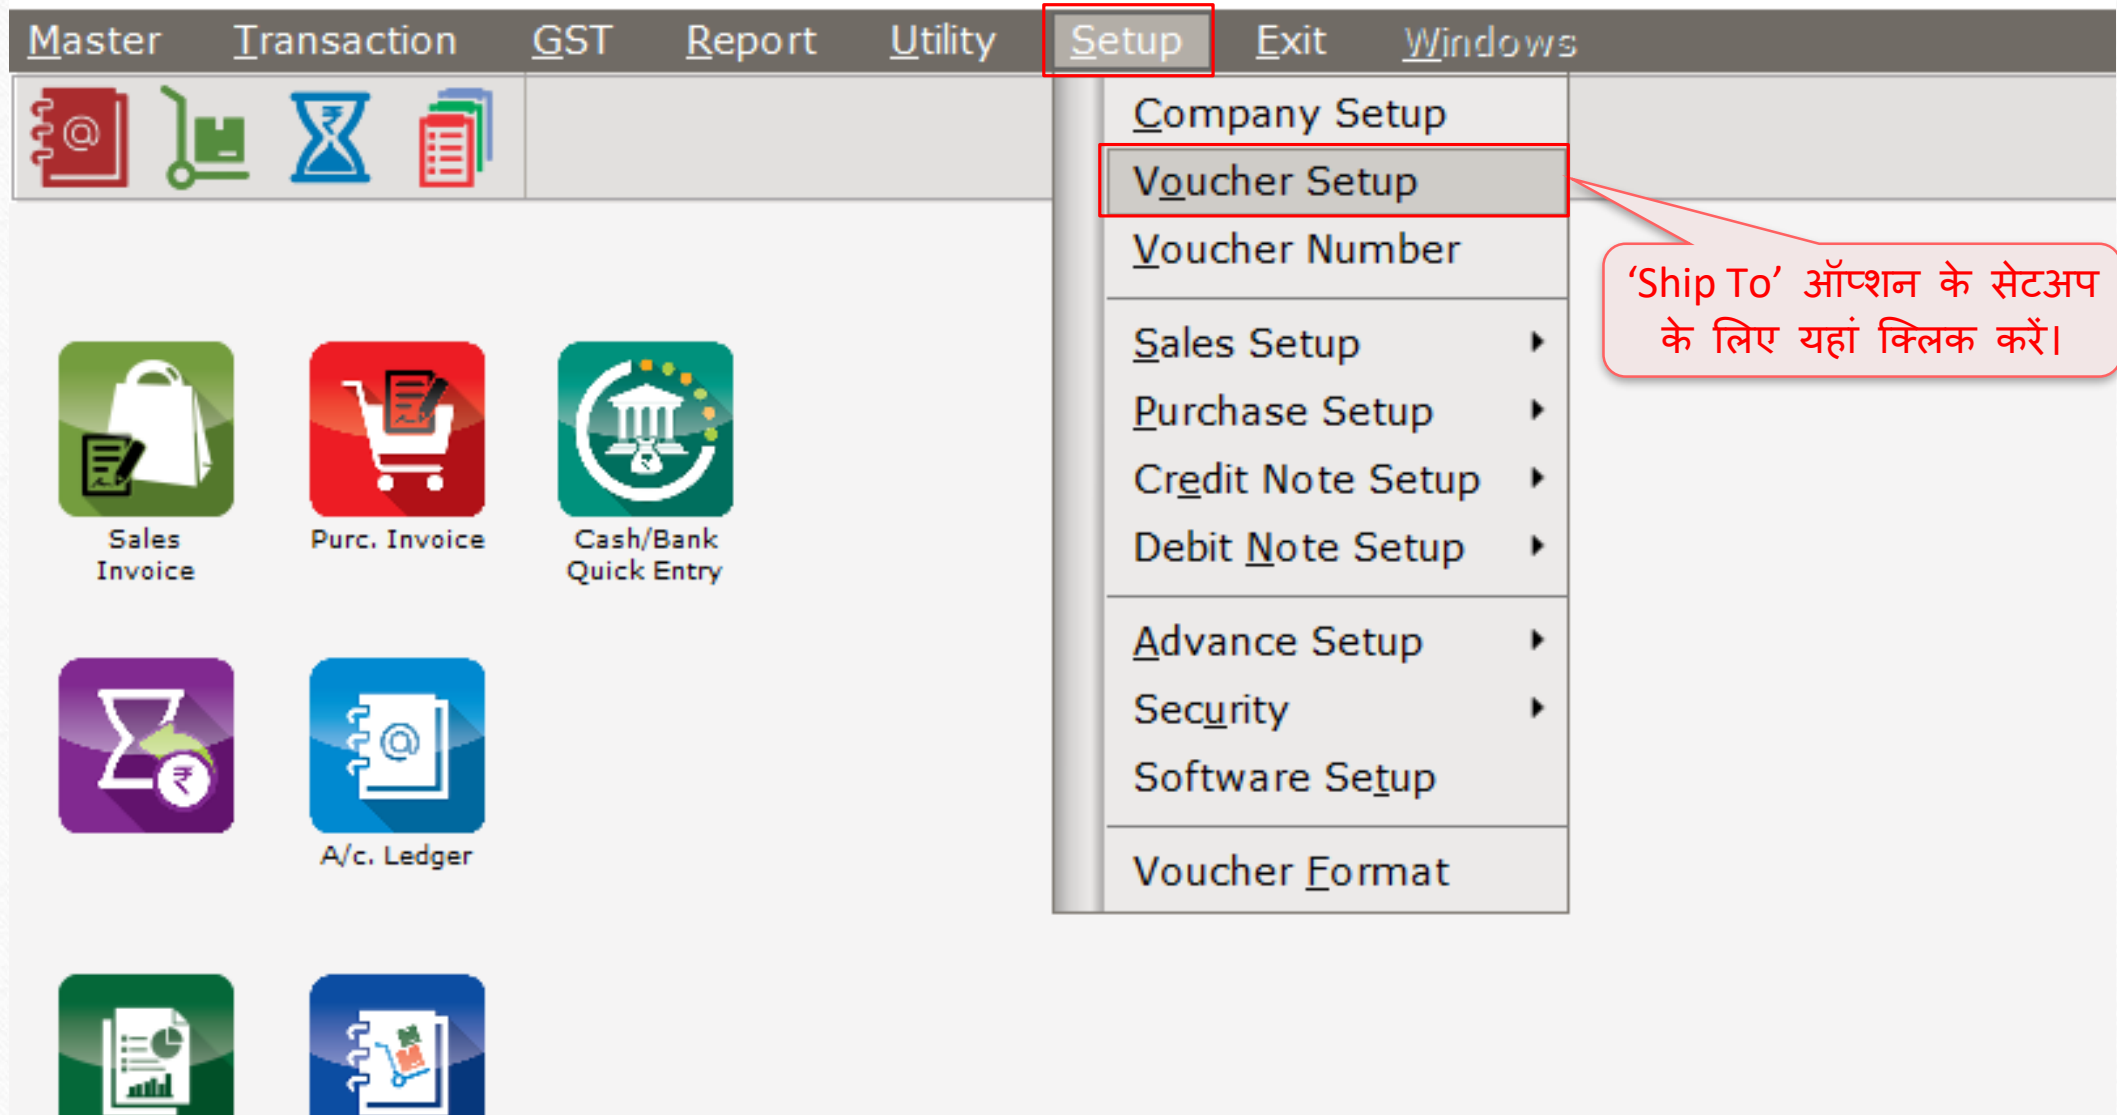 Master Transaction GST Report Utility Setup Exit Windows
Company Setup
Voucher Setup
Voucher Number
‘Ship To’ ऑप्शन के सेटअप
के लिए यहां क्लिक करें।
Sales Setup
Purchase Setup
Credit Note Setup
Debit Note Setup
Advance Setup
Security
Software Setup
Voucher Format
Sales
Invoice
Purc. Invoice
Cash/Bank
Quick Entry
A/c. Ledger